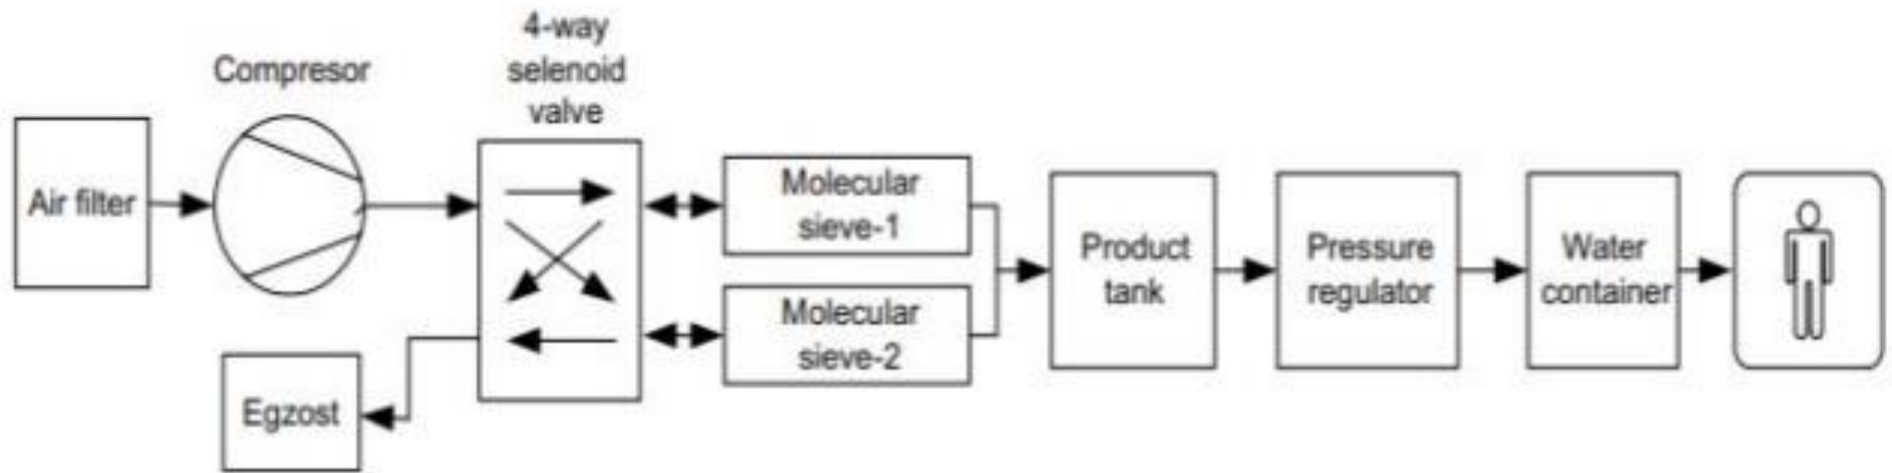 4-way
selenoid
valve
Compresor
Air filter
Molecular
sieve-1
Molecular
sieve-2
Product
tank
Pressure
regulator
Water
container
Egzost